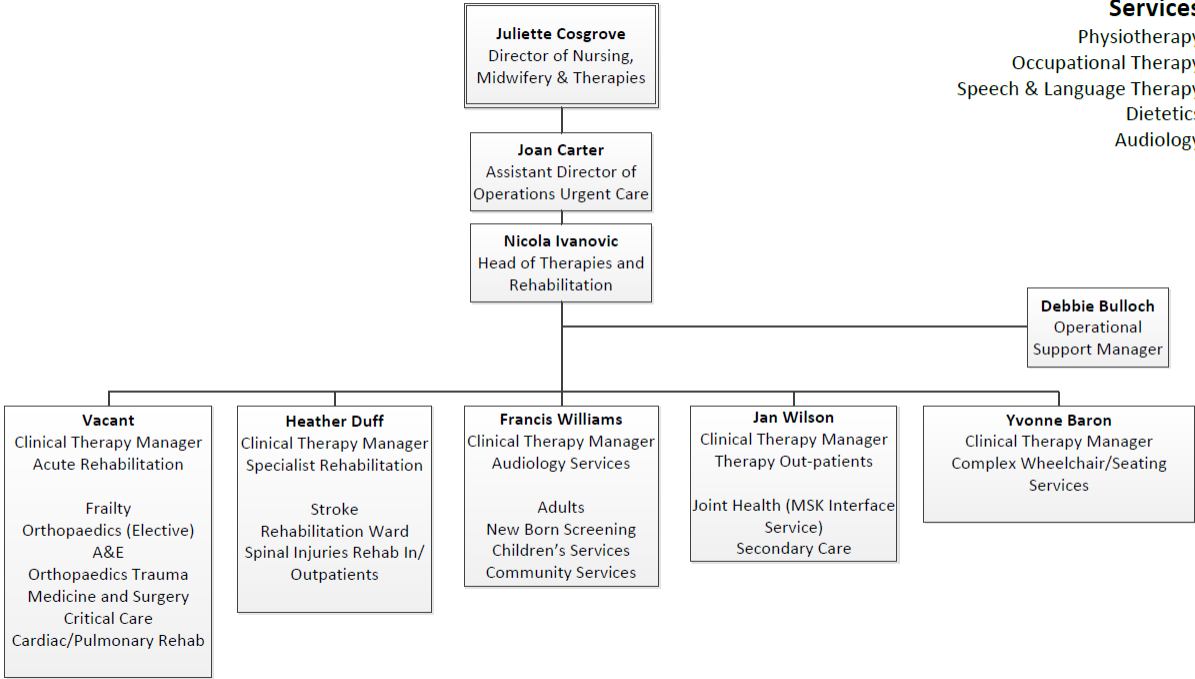 Services
Physiotherapy
Occupational Therapy
Speech & Language Therapy
Dietetics
Audiology
Juliette Cosgrove
Director of Nursing,
Midwifery & Therapies
Joan Carter
Assistant Director of
Operations Urgent Care
Nicola Ivanovic
Head of Therapies and
Rehabilitation
Debbie Bulloch
Operational
Support Manager
Vacant
Clinical Therapy Manager
Acute Rehabilitation
Frailty
Orthopaedics (Elective)
A&E
Orthopaedics Trauma
Medicine and Surgery
Critical Care
Cardiac/Pulmonary Rehab
Heather Duff
Clinical Therapy Manager
Specialist Rehabilitation
Stroke
Rehabilitation Ward
Spinal Injuries Rehab In/
Outpatients
Francis Williams
Clinical Therapy Manager
Audiology Services
Adults
New Born Screening
Children’s Services
Community Services
Jan Wilson
Clinical Therapy Manager
Therapy Out-patients
Joint Health (MSK Interface
Service)
Secondary Care
Yvonne Baron
Clinical Therapy Manager
Complex Wheelchair/Seating
Services